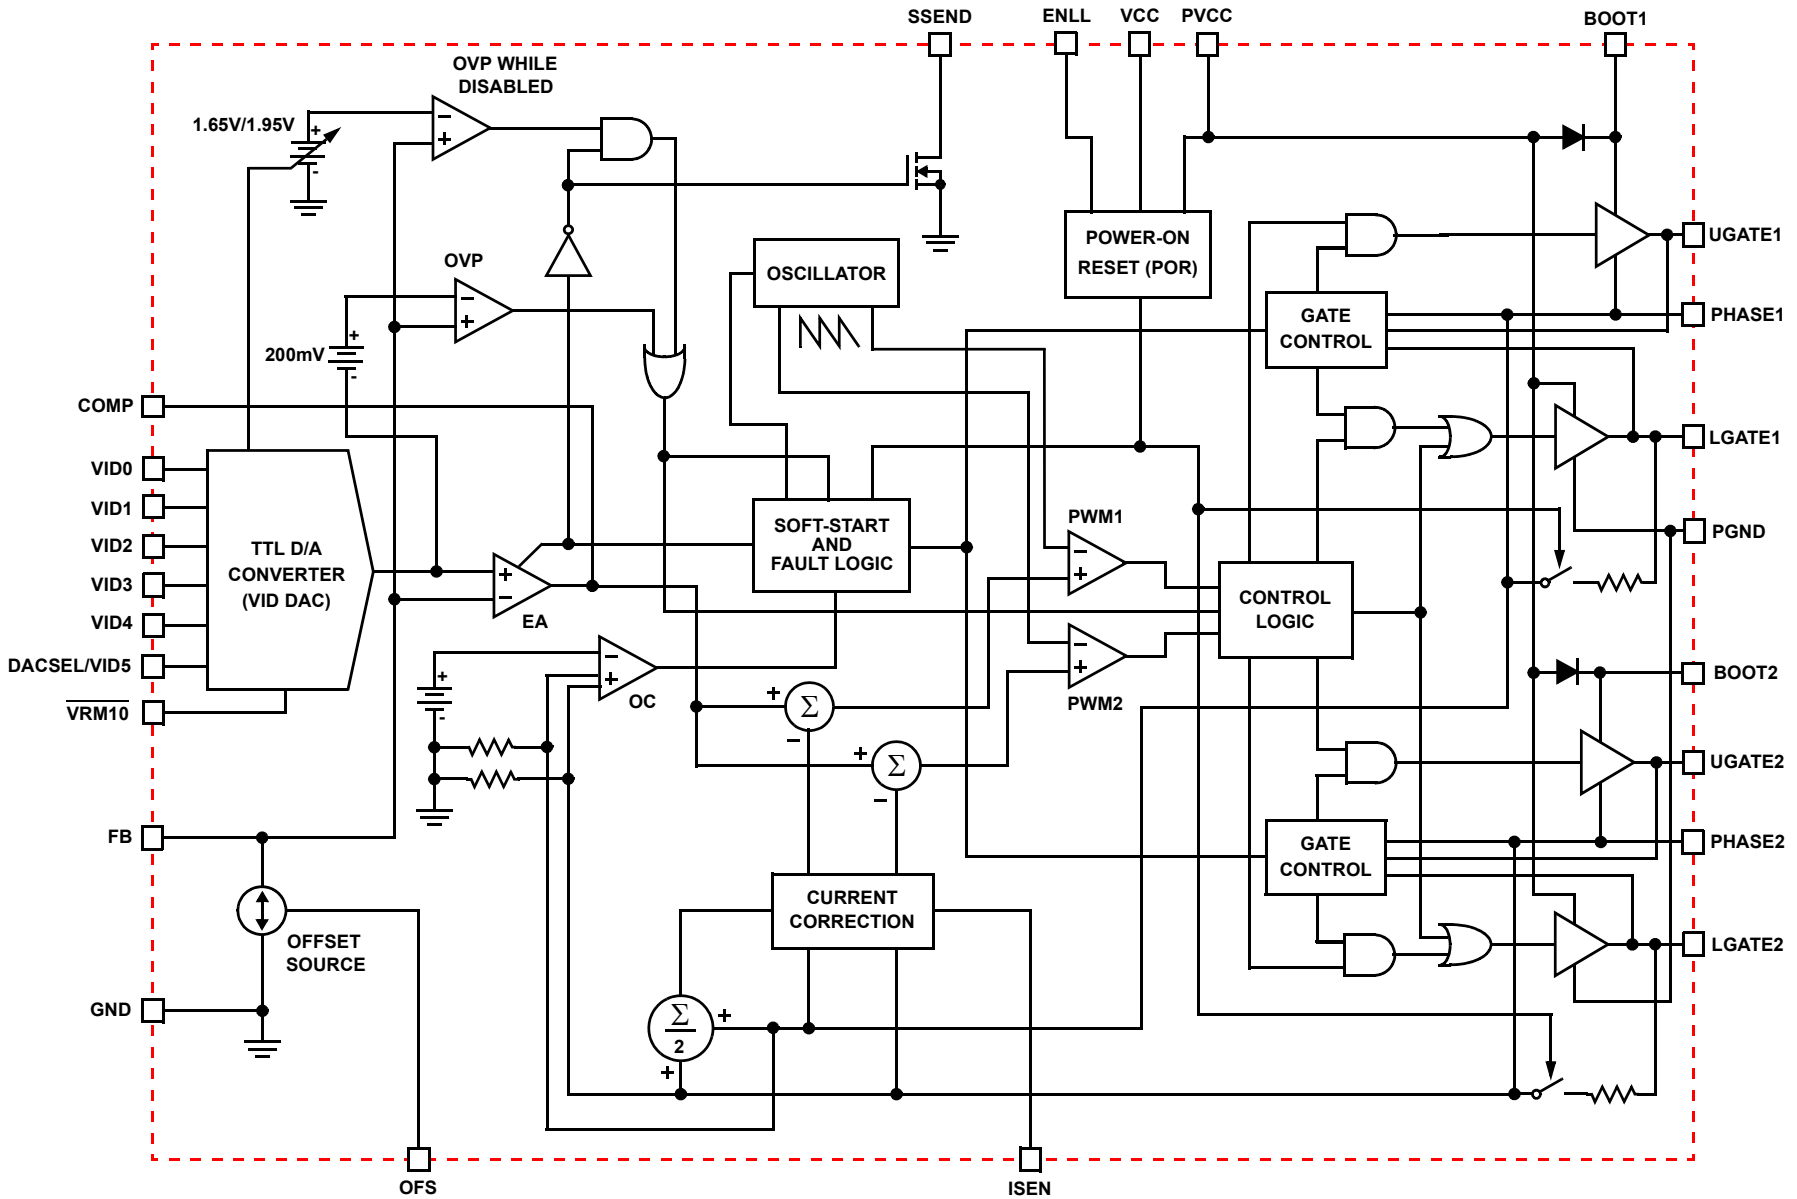 SSEND
ENLL
VCC
PVCC
BOOT1
OVP WHILE
DISABLED
1.65V/1.95V
+
-
−
+
UGATE1
POWER-ON
RESET (POR)
OVP
OSCILLATOR
−
+
+
-
200mV
GATE
CONTROL
PHASE1
COMP
LGATE1
VID0
VID1
VID2
VID3
VID4
DACSEL/VID5
VRM10
TTL D/A
CONVERTER
(VID DAC)
SOFT-START
AND
FAULT LOGIC
PWM1
−
+
PGND
+
−
EA
CONTROL
LOGIC
−
+
PWM2
−
+
OC
+
-
+
Σ
−
+
Σ
−
BOOT2
UGATE2
FB
GATE
CONTROL
PHASE2
CURRENT
CORRECTION
OFFSET
SOURCE
LGATE2
GND
Σ
2
+
+
OFS
ISEN